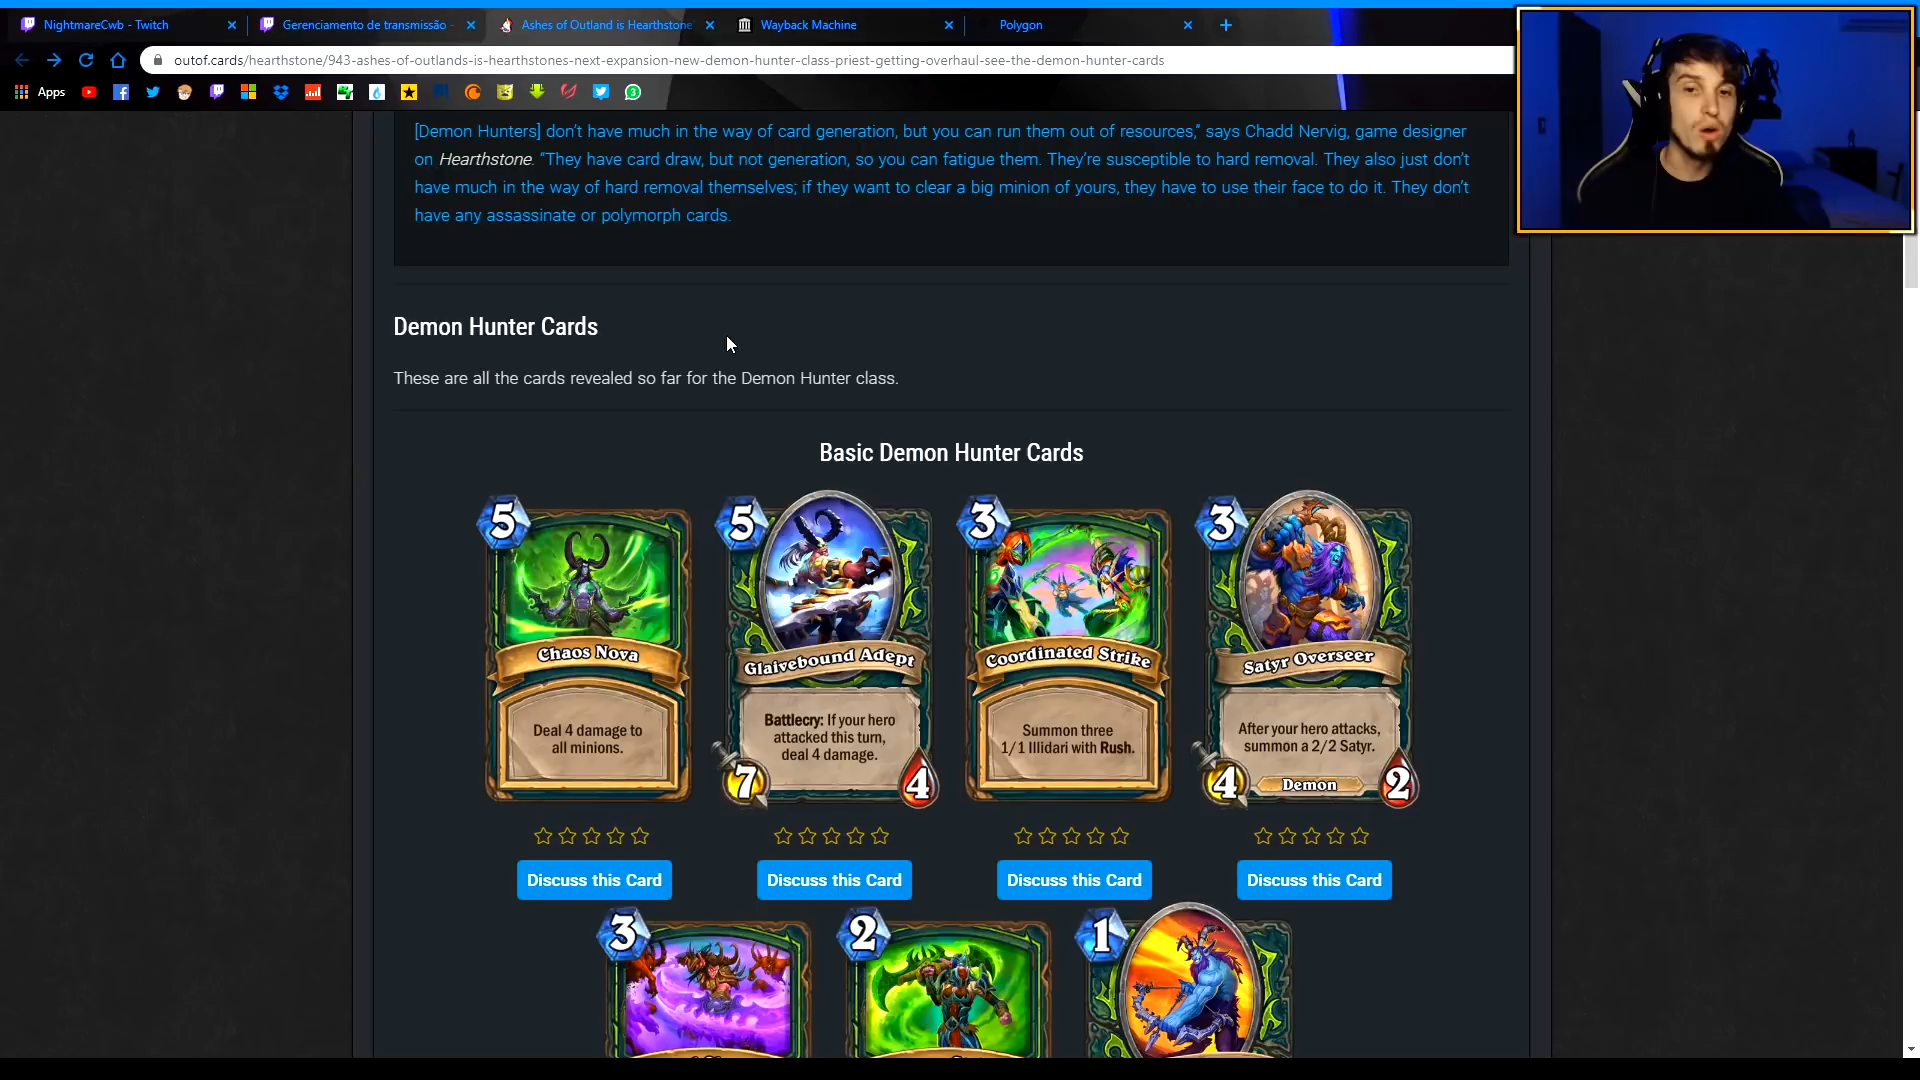 NightmareCwb - Twitch
Gerenciamento de transmissão -
Ashes of Outland is Hearthstone
Wayback Machine
Polygon
outof.cards/hearthstone/943-ashes-of-outlands-is-hearthstones-next-expansion-new-demon-hunter-class-priest-getting-overhaul-see-the-demon-hunter-cards
Apps
[Demon Hunters] don’t have much in the way of card generation, but you can run them out of resources,” says Chadd Nervig, game designer
on Hearthstone. “They have card draw, but not generation, so you can fatigue them. They’re susceptible to hard removal. They also just don’t
have much in the way of hard removal themselves; if they want to clear a big minion of yours, they have to use their face to do it. They don’t
have any assassinate or polymorph cards.
Demon Hunter Cards
These are all the cards revealed so far for the Demon Hunter class.
Basic Demon Hunter Cards
5
Chaos Nova
Deal 4 damage to
all minions.
5
Glaivebound Adept
Battlecry: If your hero
attacked this turn,
deal 4 damage.
7
4
3
Coordinated Strike
Summon three
1/1 Illidari with Rush.
3
Satyr Overseer
After your hero attacks,
summon a 2/2 Satyr.
4
Demon
2
Discuss this Card
Discuss this Card
Discuss this Card
Discuss this Card
3
2
1